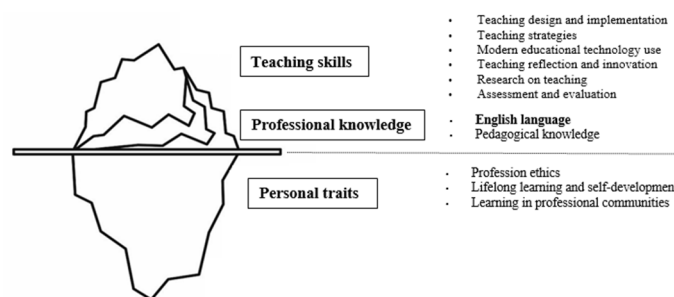 Teaching skills
• Teaching design and implementation
• Teaching strategies
• Modern educational technology use
• Teaching reflection and innovation
• Research on teaching
• Assessment and evaluation
Professional knowledge
• English language
• Pedagogical knowledge
Personal traits
• Profession ethics
• Lifelong learning and self-developmen
• Learning in professional communities